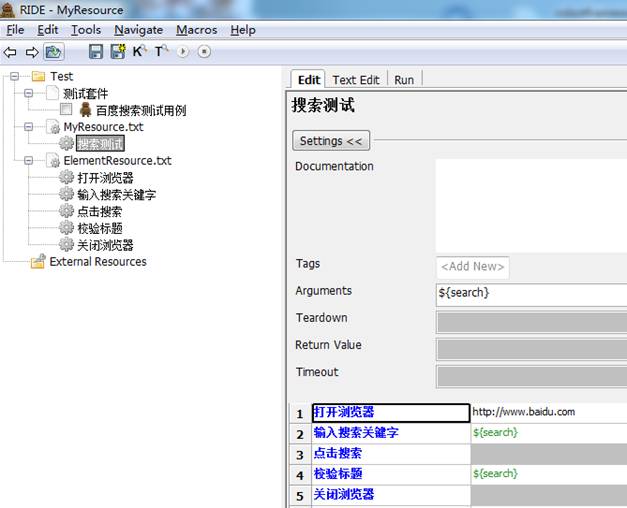 RIDE - MyResource
File Edit Tools Navigate Macros Help
K T
Test
测试套件
百度搜索测试用例
MyResource.txt
搜索测试
ElementResource.txt
打开浏览器
输入搜索关键字
点击搜索
校验标题
关闭浏览器
External Resources
Edit Text Edit Run
搜索测试
Settings <<
Documentation
Tags <Add New>
Arguments ${search}
Teardown
Return Value
Timeout
1 打开浏览器 http://www.baidu.com
2 输入搜索关键字 ${search}
3 点击搜索
4 校验标题 ${search}
5 关闭浏览器